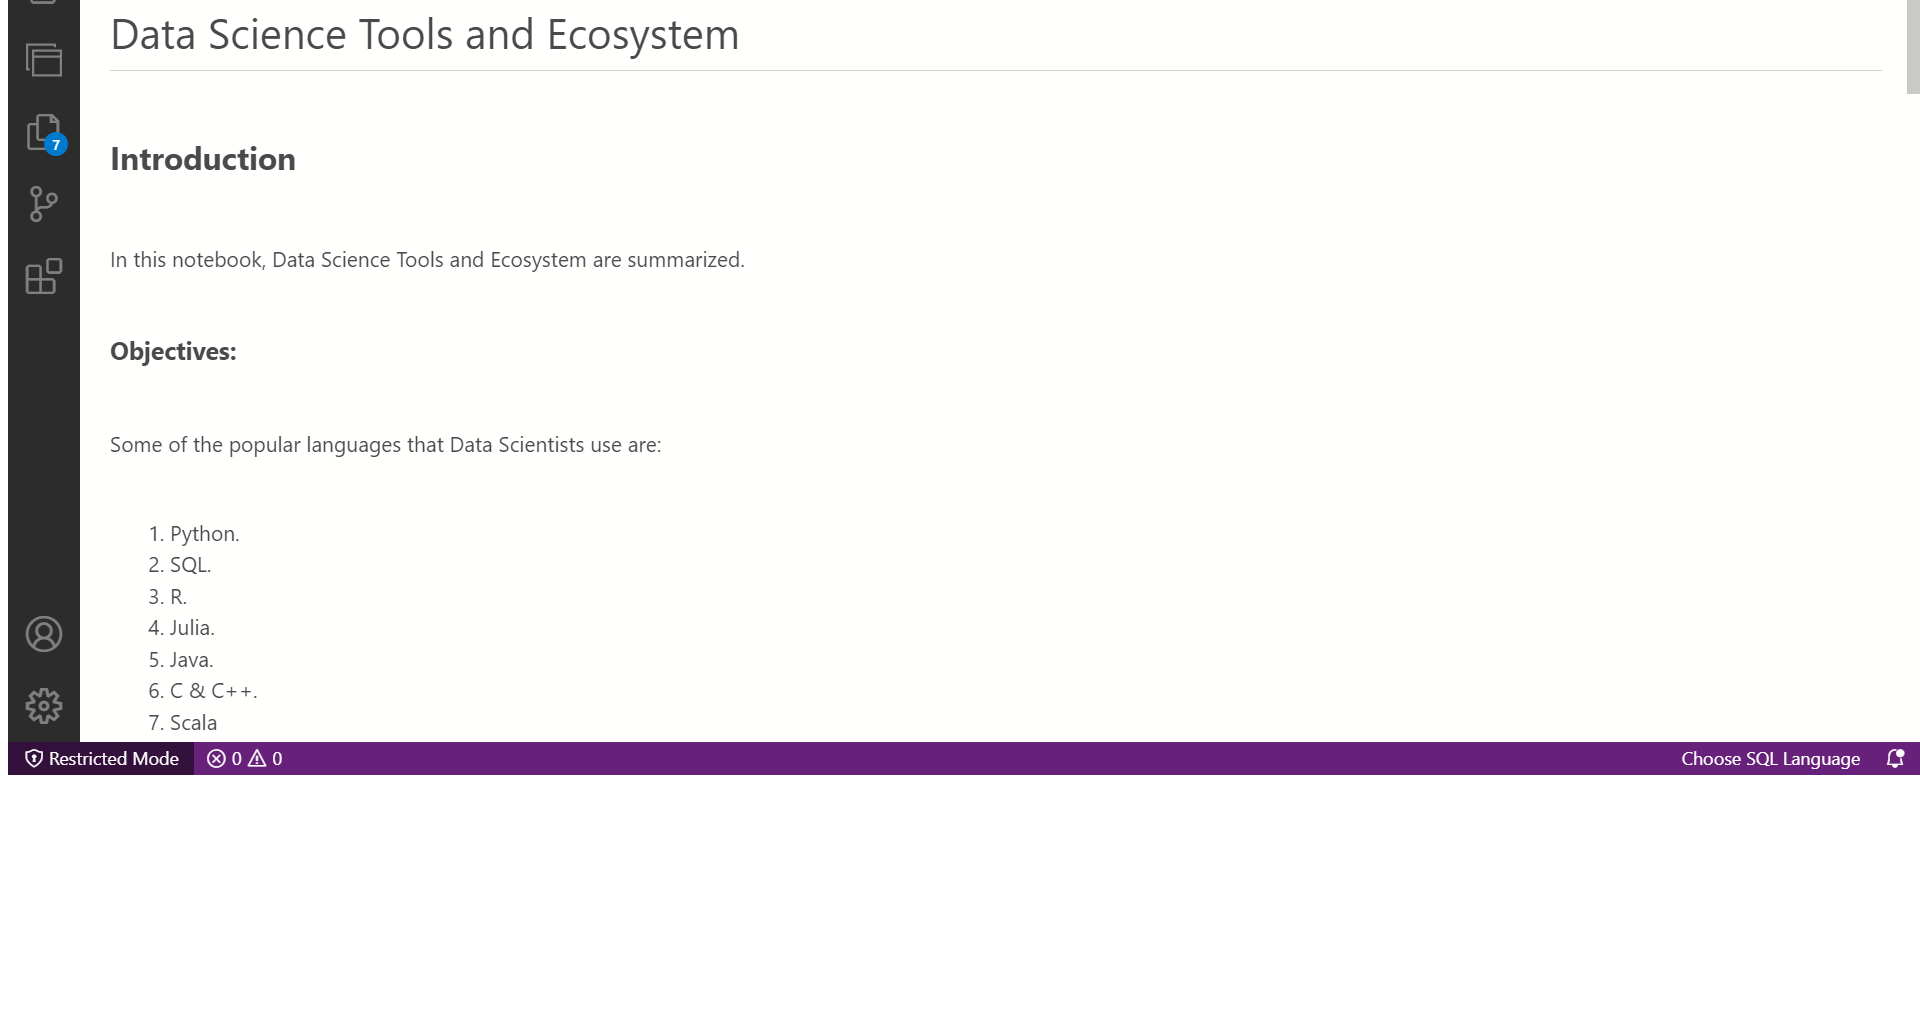 Data Science Tools and Ecosystem
7
Introduction
In this notebook, Data Science Tools and Ecosystem are summarized.
Objectives:
Some of the popular languages that Data Scientists use are:
1. Python.
2. SQL.
3. R.
4. Julia.
5. Java.
6. C & C++.
7. Scala
Restricted Mode 0 0 Choose SQL Language